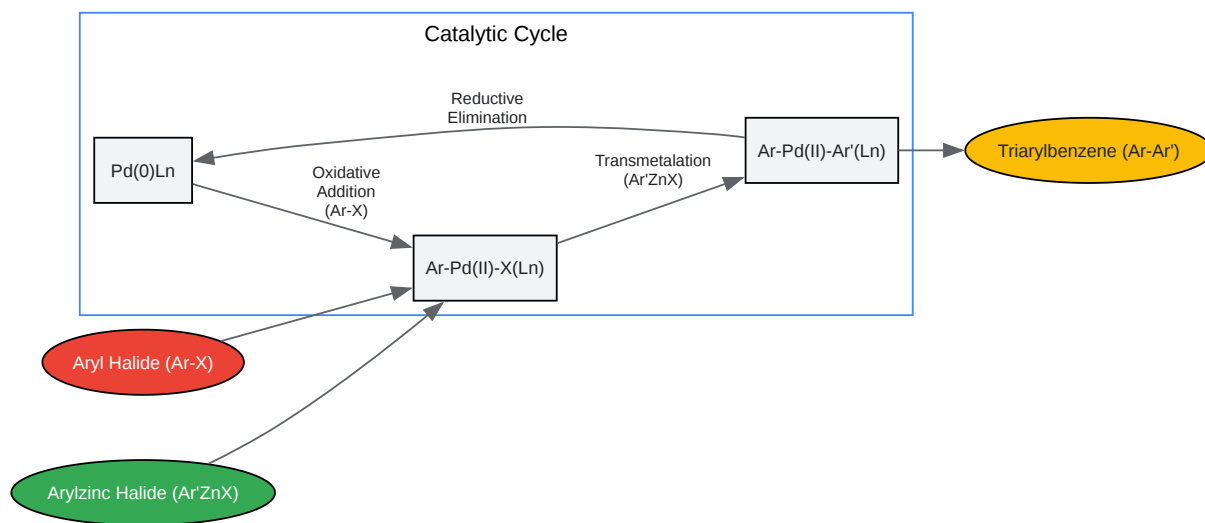 Catalytic Cycle
Reductive
Elimination
Pd(0)Ln
Oxidative
Addition
(Ar-X)
Transmetalation
(Ar'ZnX)
Ar-Pd(II)-Ar'(Ln)
Triarylbenzene (Ar-Ar')
Ar-Pd(II)-X(Ln)
Aryl Halide (Ar-X)
Arylzinc Halide (Ar'ZnX)